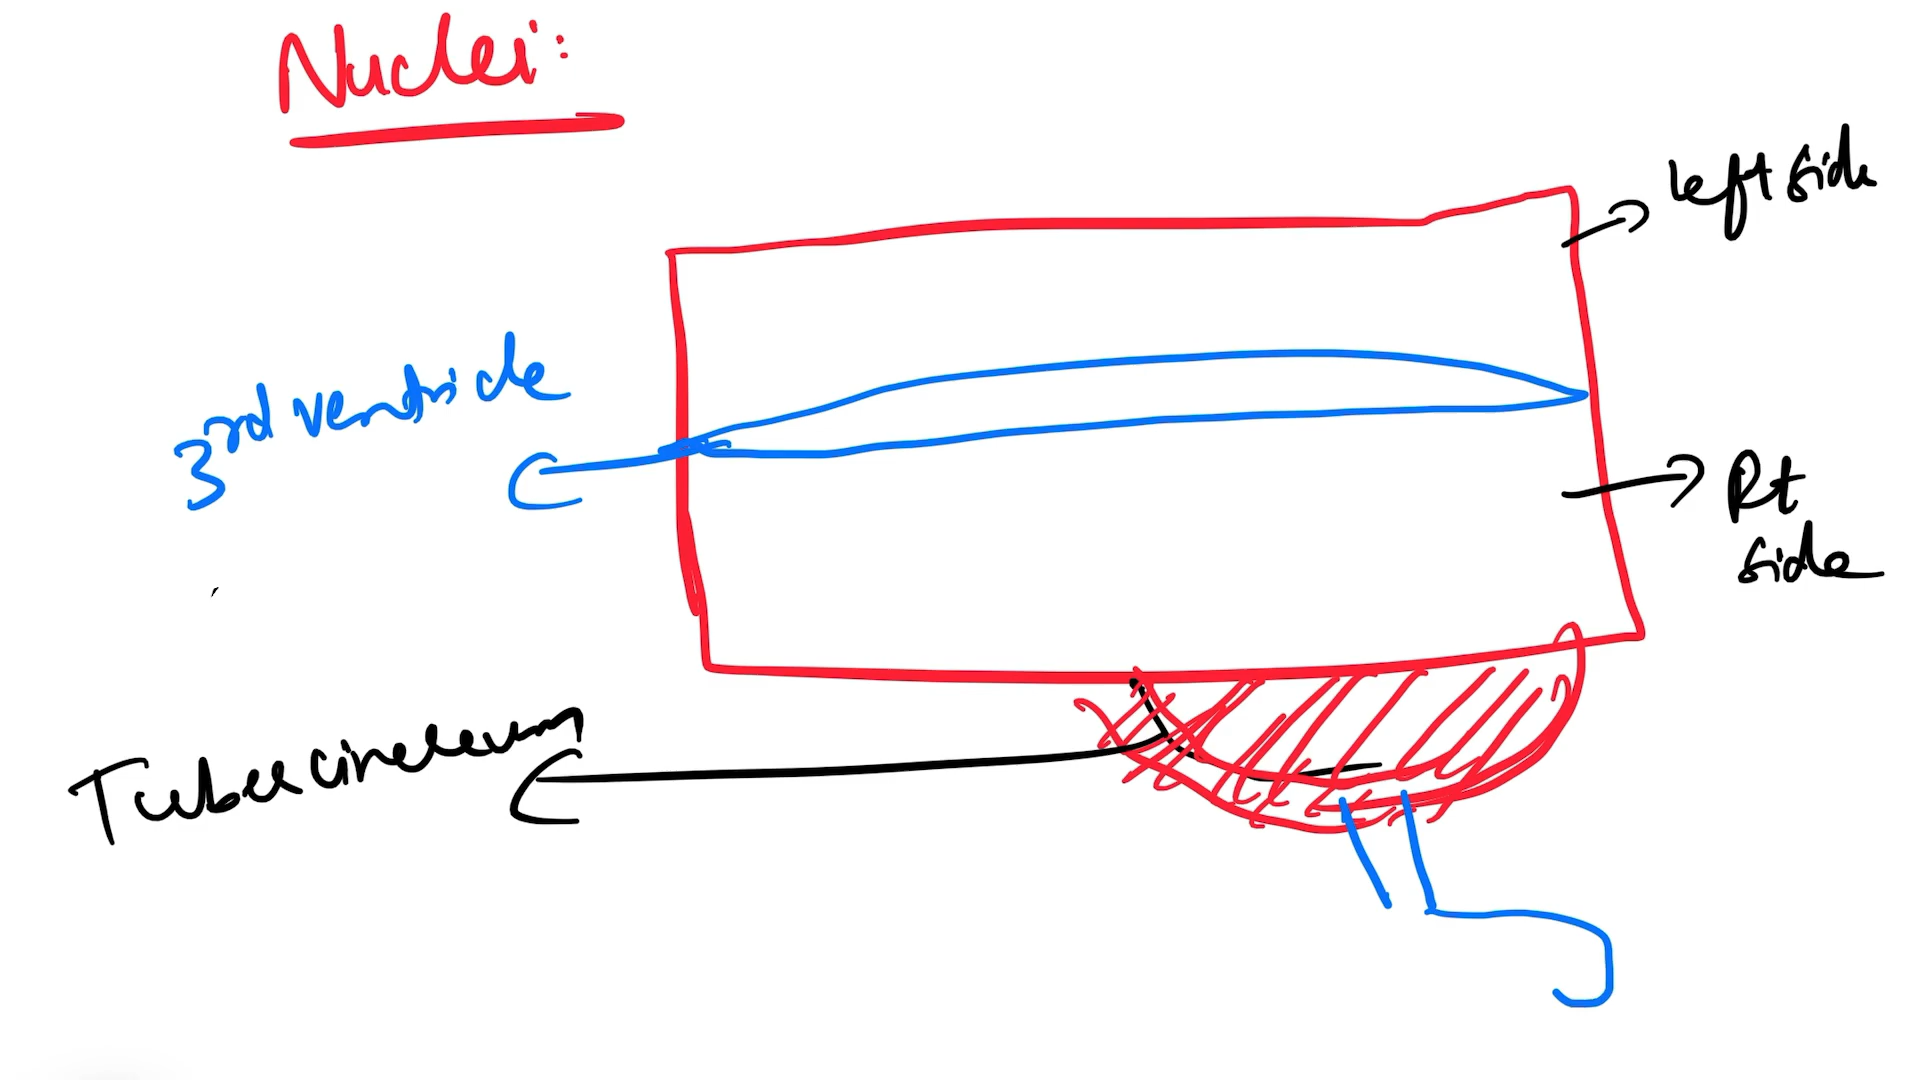 Nuclei:
left side
3rd ventricle
Rt
side
Tuber cinereum